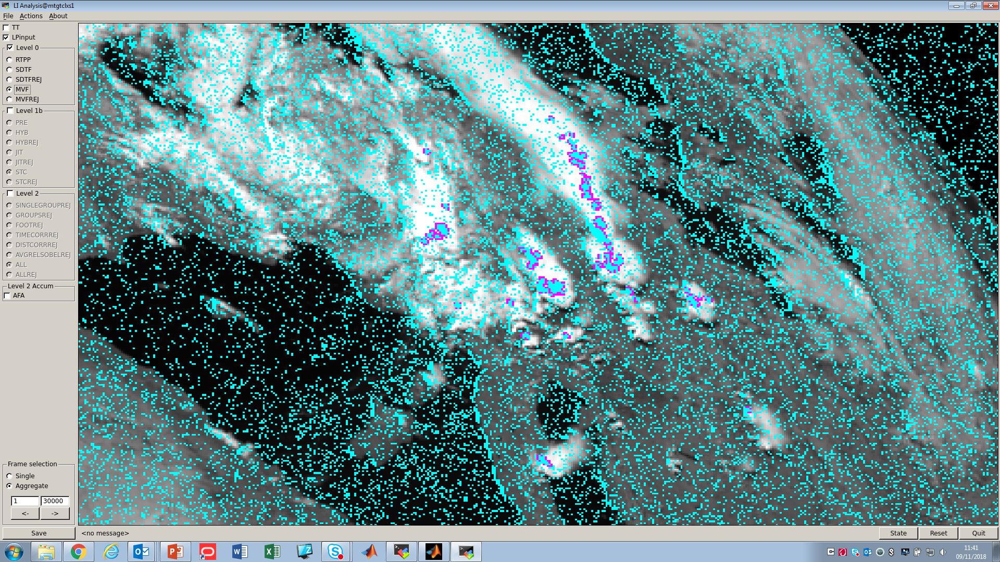 LI Analysis@mtgtclxs1
File Actions About
TT
LPinput
Level 0
RTPP
SDTF
SDTFREJ
MVF
MVFREJ
Level 1b
PRE
HYB
HYBREJ
JIT
JITREJ
STC
STCREJ
Level 2
SINGLEGROUPREJ
GROUPSREJ
FOOTREJ
TIMECORRREJ
DISTCORRREJ
AVGRELSOBELREJ
ALL
ALLREJ
Level 2 Accum
AFA
Frame selection
Single
Aggregate
1 30000
<- ->
Save <no message> State Reset Quit
11:41
09/11/2018